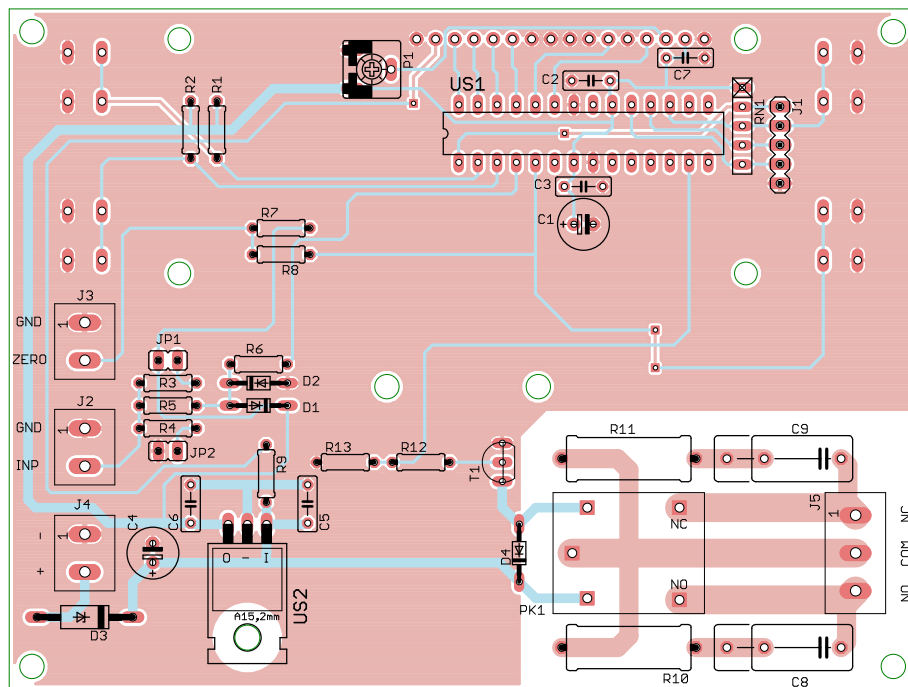 P1
C7
US1
C2
R2
R1
RN1
J1
C3
+
C1
R7
R8
J3
GND
1
ZERO
JP1
R6
R3
D2
J2
R5
D1
GND
1
R4
INP
JP2
R9
R13
R12
T1
R11
C9
J4
C6
C5
C4
-
1
+
+
O - I
US2
A15,2mm
D3
D4
PK1
NC
NO
J5
1
NC
COM
NO
R10
C8